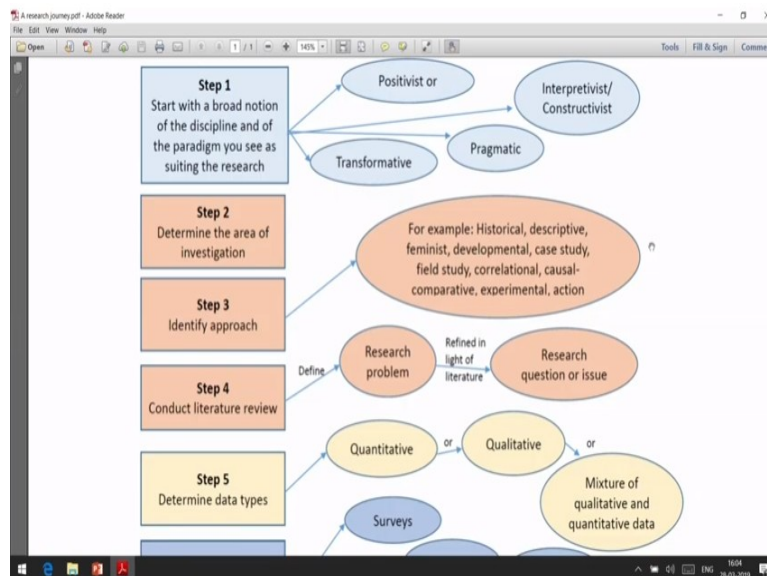 A research journey.pdf - Adobe Reader
File Edit View Window Help
Open 1 / 1 145% Tools Fill & Sign Comme
Step 1
Start with a broad notion
of the discipline and of
the paradigm you see as
suiting the research
Positivist or
Interpretivist/
Constructivist
Transformative
Pragmatic
Step 2
Determine the area of
investigation
Step 3
Identify approach
For example: Historical, descriptive,
feminist, developmental, case study,
field study, correlational, causal-
comparative, experimental, action
Step 4
Conduct literature review
Define
Research
problem
Refined in
light of
literature
Research
question or issue
Step 5
Determine data types
Quantitative
or
Qualitative
or
Mixture of
qualitative and
quantitative data
Surveys
ENG
16:04
28-03-2019